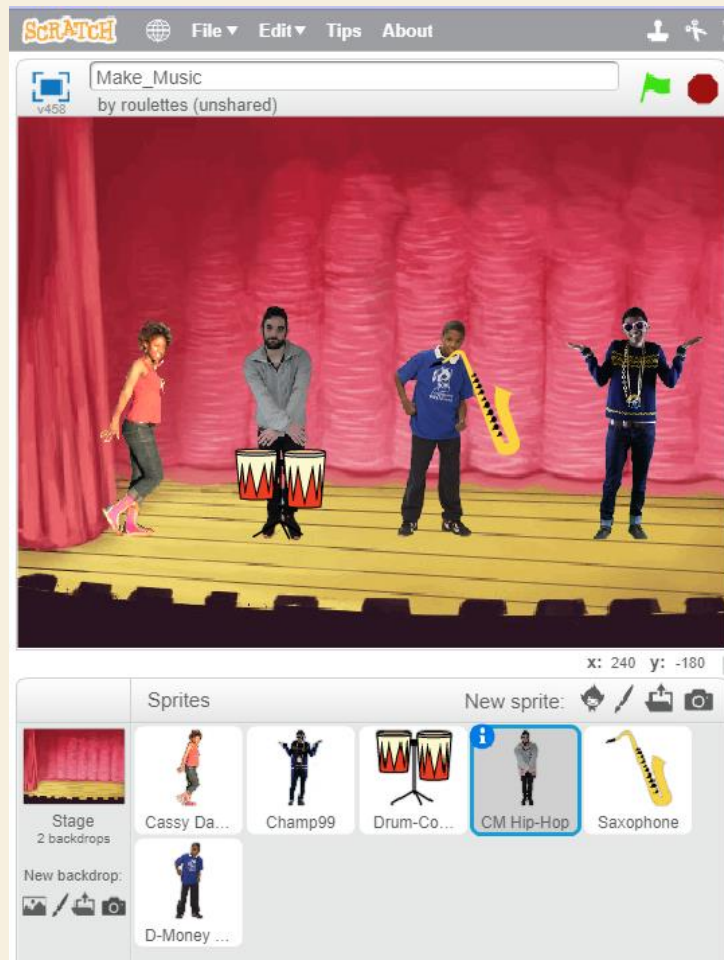 SCRATCH File ▼ Edit ▼ Tips About
Make_Music
v458 by roulettes (unshared)
x: 240 y: -180
Sprites New sprite:
Stage
2 backdrops
New backdrop:
Cassy Da... Champ99 Drum-Co... CM Hip-Hop Saxophone
D-Money ...